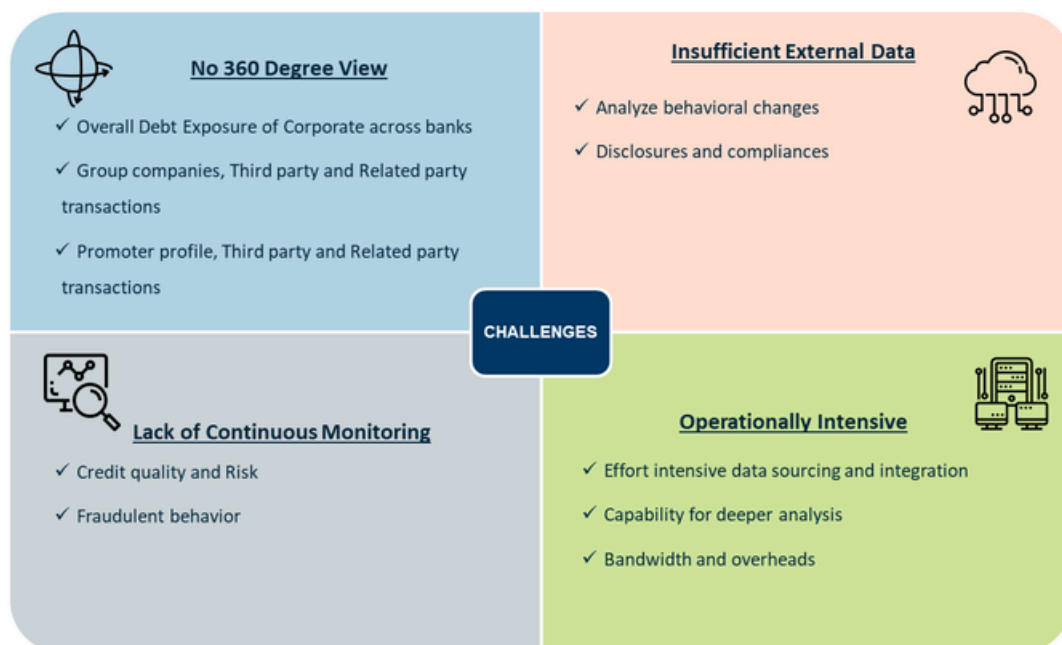 No 360 Degree View
✓ Overall Debt Exposure of Corporate across banks
✓ Group companies, Third party and Related party
transactions
✓ Promoter profile, Third party and Related party
transactions
Insufficient External Data
✓ Analyze behavioral changes
✓ Disclosures and compliances
CHALLENGES
Lack of Continuous Monitoring
✓ Credit quality and Risk
✓ Fraudulent behavior
Operationally Intensive
✓ Effort intensive data sourcing and integration
✓ Capability for deeper analysis
✓ Bandwidth and overheads